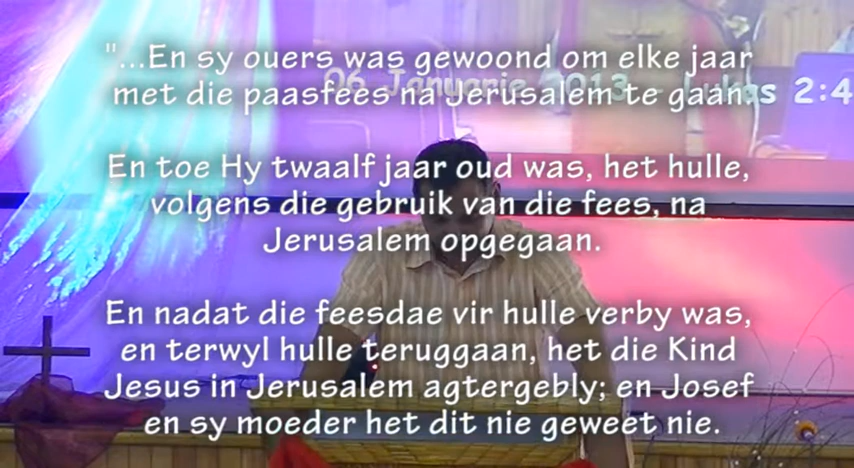 "...En sy ouers was gewoond om elke jaar
met die paasfees na Jerusalem te gaan.
06 Januarie 2013 - Lukas 2:4
En toe Hy twaalf jaar oud was, het hulle,
volgens die gebruik van die fees, na
Jerusalem opgegaan.
En nadat die feesdae vir hulle verby was,
en terwyl hulle teruggaan, het die Kind
Jesus in Jerusalem agtergebly; en Josef
en sy moeder het dit nie geweet nie.